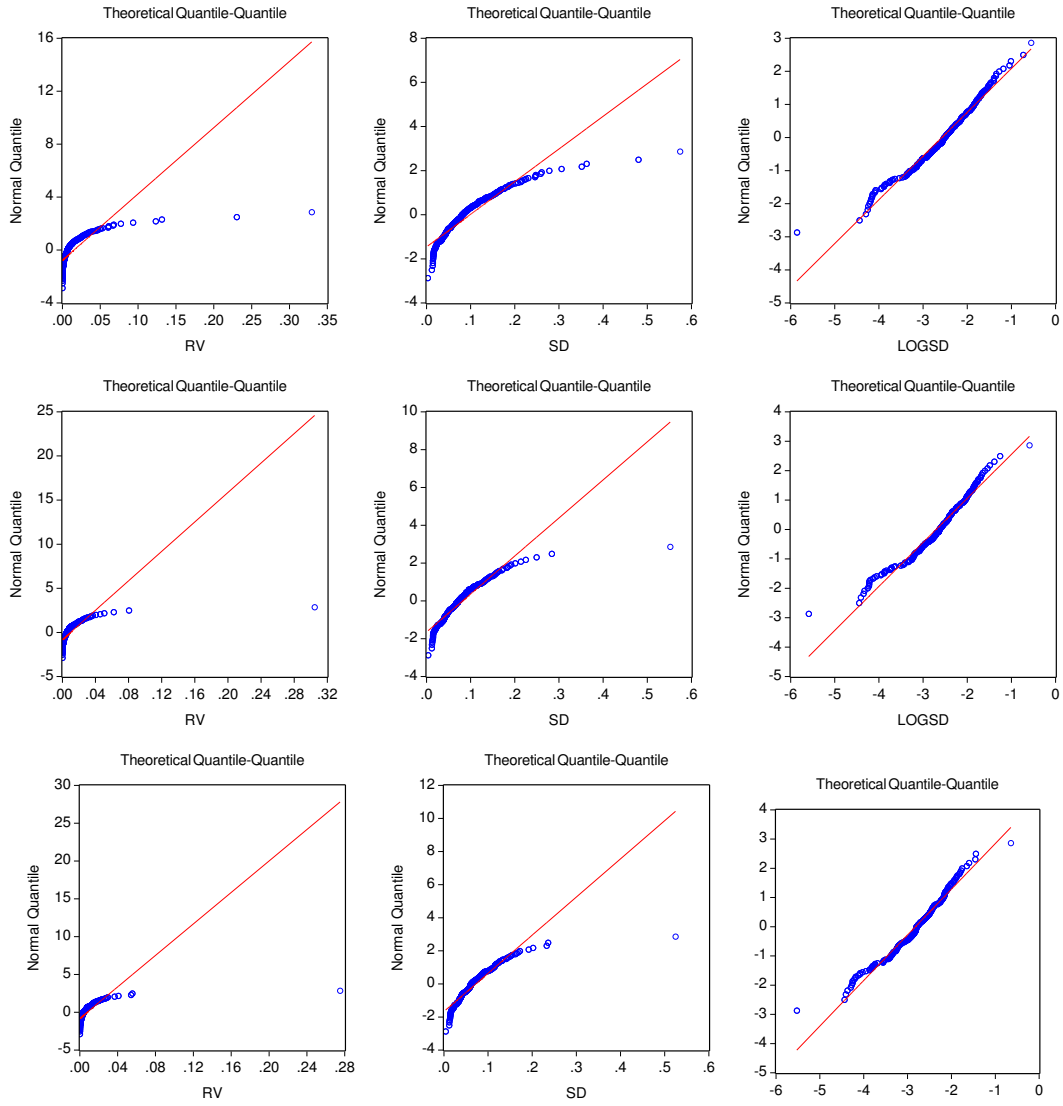 Theoretical Quantile-Quantile
Theoretical Quantile-Quantile
Theoretical Quantile-Quantile
Normal Quantile
16
12
8
4
0
-4
.00 .05 .10 .15 .20 .25 .30 .35
RV
Normal Quantile
8
6
4
2
0
-2
-4
.0 .1 .2 .3 .4 .5 .6
SD
Normal Quantile
3
2
1
0
-1
-2
-3
-4
-5
-6 -5 -4 -3 -2 -1 0
LOGSD
Theoretical Quantile-Quantile
Theoretical Quantile-Quantile
Theoretical Quantile-Quantile
Normal Quantile
25
20
15
10
5
0
-5
.00 .04 .08 .12 .16 .20 .24 .28 .32
RV
Normal Quantile
10
8
6
4
2
0
-2
-4
.0 .1 .2 .3 .4 .5 .6
SD
Normal Quantile
4
3
2
1
0
-1
-2
-3
-4
-5
-6 -5 -4 -3 -2 -1 0
LOGSD
Theoretical Quantile-Quantile
Theoretical Quantile-Quantile
Theoretical Quantile-Quantile
Normal Quantile
30
25
20
15
10
5
0
-5
.00 .04 .08 .12 .16 .20 .24 .28
RV
Normal Quantile
12
10
8
6
4
2
0
-2
-4
.0 .1 .2 .3 .4 .5 .6
SD
Normal Quantile
4
3
2
1
0
-1
-2
-3
-4
-5
-6 -5 -4 -3 -2 -1 0